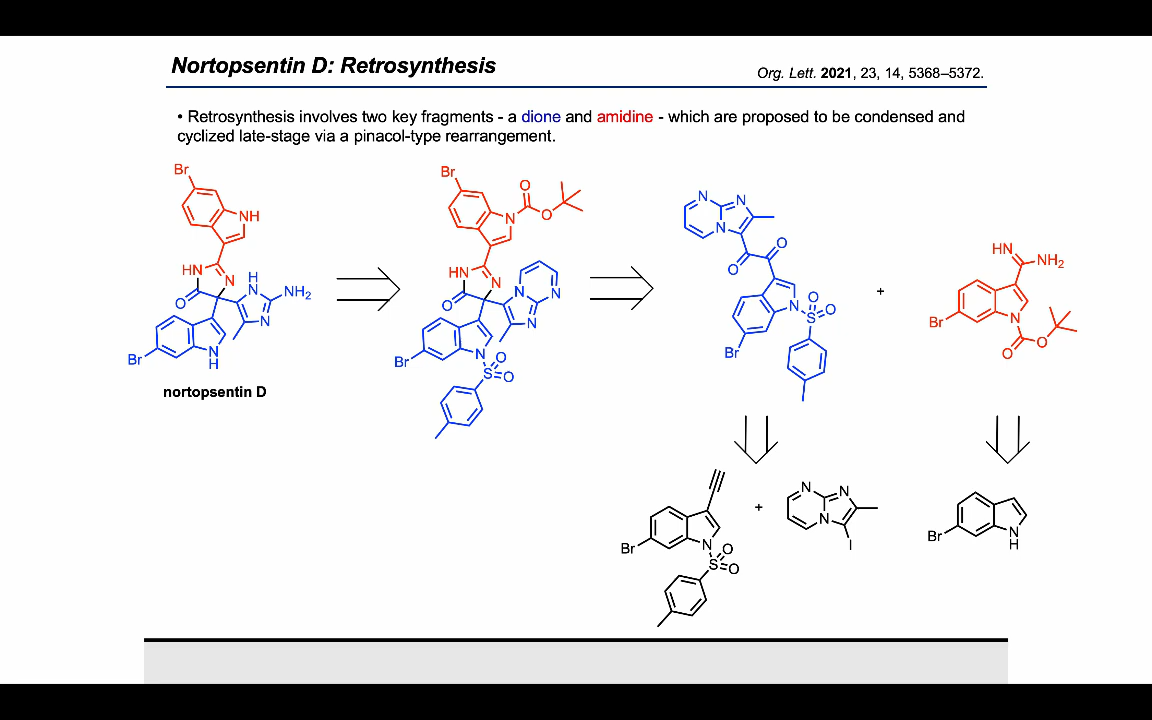 Nortopsentin D: Retrosynthesis
Org. Lett. 2021, 23, 14, 5368–5372.
• Retrosynthesis involves two key fragments - a dione and amidine - which are proposed to be condensed and
cyclized late-stage via a pinacol-type rearrangement.
Br
NH
HN
N
O
H
N
NH2
N
Br
N
H
nortopsentin D
Br
O
N
O
HN
N
O
N
N
N
Br
N
O
S
O
N
N
N
O
O
N
O
S
O
Br
+
HN
NH2
Br
N
O
O
Br
N
O
S
O
+
N
N
N
I
Br
N
H